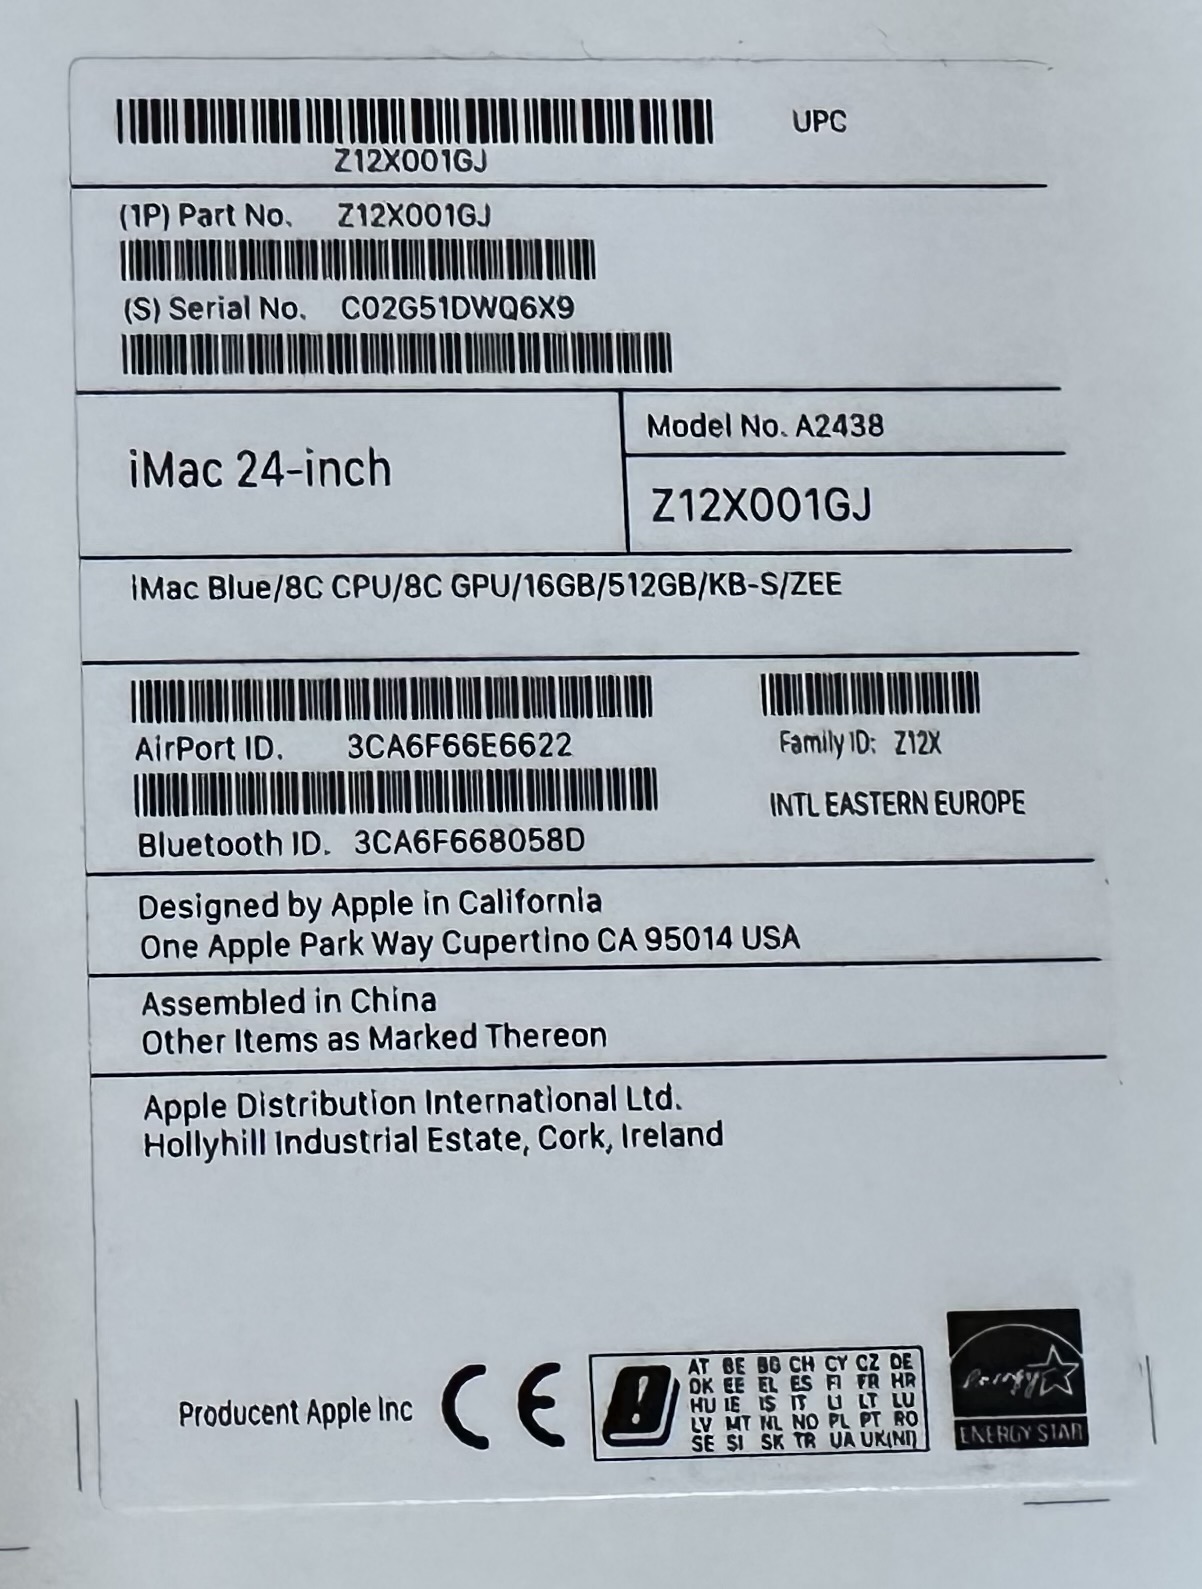 UPC
Z12X001GJ
(1P) Part No. Z12X001GJ
(S) Serial No. C02G51DWQ6X9
iMac 24-inch
Model No. A2438
Z12X001GJ
iMac Blue/8C CPU/8C GPU/16GB/512GB/KB-S/ZEE
AirPort ID. 3CA6F66E6622
Bluetooth ID. 3CA6F668058D
Family ID: Z12X
INTL EASTERN EUROPE
Designed by Apple in California
One Apple Park Way Cupertino CA 95014 USA
Assembled in China
Other Items as Marked Thereon
Apple Distribution International Ltd.
Hollyhill Industrial Estate, Cork, Ireland
Producent Apple Inc
CE
AT BE BG CH CY CZ DE
DK EE EL ES FI FR HR
HU IE IS IT LI LT LU
LV MT NL NO PL PT RO
SE SI SK TR UA UK(NI)
energy
ENERGY STAR